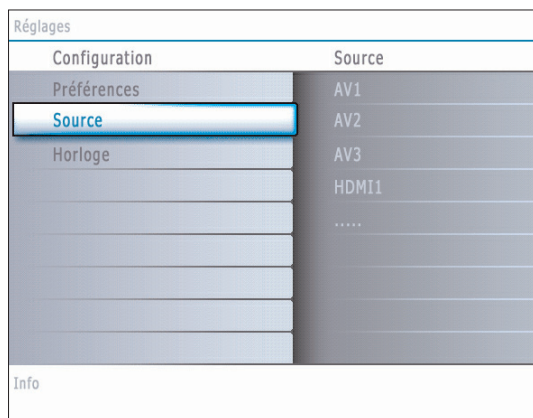 Réglages
Configuration
Source
Préférences
AV1
Source
AV2
Horloge
AV3
HDMI1
.....
Info